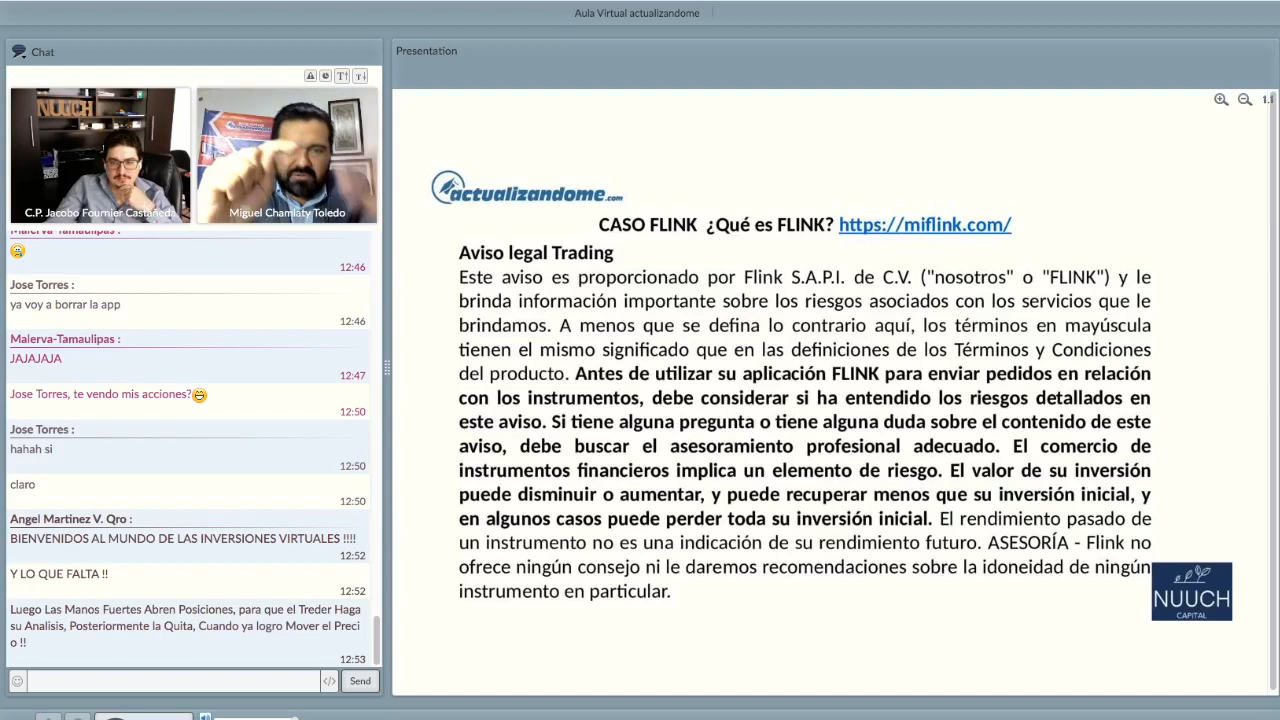 Aula Virtual actualizandome
Chat
NUUCH
C.P. Jacobo Fournier Castañeda
Miguel Chamlaty Toledo
Malerva-Tamaulipas :
12:46
Jose Torres :
ya voy a borrar la app
12:46
Malerva-Tamaulipas :
JAJAJAJA
12:47
Jose Torres, te vendo mis acciones?
12:50
Jose Torres :
hahah si
12:50
claro
12:50
Angel Martinez V. Qro :
BIENVENIDOS AL MUNDO DE LAS INVERSIONES VIRTUALES !!!!
12:52
Y LO QUE FALTA !!
12:52
Luego Las Manos Fuertes Abren Posiciones, para que el Treder Haga
su Analisis, Posteriormente la Quita, Cuando ya logro Mover el Preci
o !!
12:53
Send
Presentation
actualizandome.com
CASO FLINK ¿Qué es FLINK? https://miflink.com/
Aviso legal Trading
Este aviso es proporcionado por Flink S.A.P.I. de C.V. ("nosotros" o "FLINK") y le
brinda información importante sobre los riesgos asociados con los servicios que le
brindamos. A menos que se defina lo contrario aquí, los términos en mayúscula
tienen el mismo significado que en las definiciones de los Términos y Condiciones
del producto. Antes de utilizar su aplicación FLINK para enviar pedidos en relación
con los instrumentos, debe considerar si ha entendido los riesgos detallados en
este aviso. Si tiene alguna pregunta o tiene alguna duda sobre el contenido de este
aviso, debe buscar el asesoramiento profesional adecuado. El comercio de
instrumentos financieros implica un elemento de riesgo. El valor de su inversión
puede disminuir o aumentar, y puede recuperar menos que su inversión inicial, y
en algunos casos puede perder toda su inversión inicial. El rendimiento pasado de
un instrumento no es una indicación de su rendimiento futuro. ASESORÍA - Flink no
ofrece ningún consejo ni le daremos recomendaciones sobre la idoneidad de ningún
instrumento en particular.
NUUCH
CAPITAL